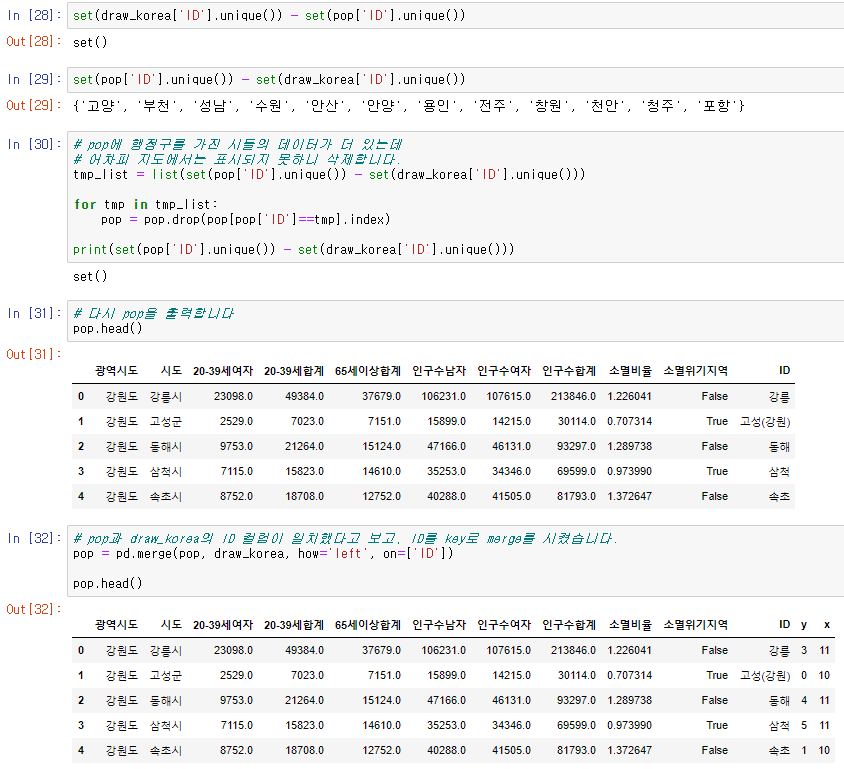 In [28]: set(draw_korea['ID'].unique()) - set(pop['ID'].unique())
Out[28]: set()
In [29]: set(pop['ID'].unique()) - set(draw_korea['ID'].unique())
Out[29]: {'고양', '부천', '성남', '수원', '안산', '안양', '용인', '전주', '창원', '천안', '청주', '포항'}
In [30]: # pop에 행정구를 가진 시들의 데이터가 더 있는데
# 어차피 지도에서는 표시되지 못하니 삭제합니다.
tmp_list = list(set(pop['ID'].unique()) - set(draw_korea['ID'].unique()))
for tmp in tmp_list:
pop = pop.drop(pop[pop['ID']==tmp].index)
print(set(pop['ID'].unique()) - set(draw_korea['ID'].unique()))
set()
In [31]: # 다시 pop을 출력합니다
pop.head()
Out[31]:
광역시도 시도 20-39세여자 20-39세합계 65세이상합계 인구수남자 인구수여자 인구수합계 소멸비율 소멸위기지역 ID
0 강원도 강릉시 23098.0 49384.0 37679.0 106231.0 107615.0 213846.0 1.226041 False 강릉
1 강원도 고성군 2529.0 7023.0 7151.0 15899.0 14215.0 30114.0 0.707314 True 고성(강원)
2 강원도 동해시 9753.0 21264.0 15124.0 47166.0 46131.0 93297.0 1.289738 False 동해
3 강원도 삼척시 7115.0 15823.0 14610.0 35253.0 34346.0 69599.0 0.973990 True 삼척
4 강원도 속초시 8752.0 18708.0 12752.0 40288.0 41505.0 81793.0 1.372647 False 속초
In [32]: # pop과 draw_korea의 ID 컬럼이 일치했다고 보고, ID를 key로 merge를 시켰습니다.
pop = pd.merge(pop, draw_korea, how='left', on=['ID'])
pop.head()
Out[32]:
광역시도 시도 20-39세여자 20-39세합계 65세이상합계 인구수남자 인구수여자 인구수합계 소멸비율 소멸위기지역 ID y x
0 강원도 강릉시 23098.0 49384.0 37679.0 106231.0 107615.0 213846.0 1.226041 False 강릉 3 11
1 강원도 고성군 2529.0 7023.0 7151.0 15899.0 14215.0 30114.0 0.707314 True 고성(강원) 0 10
2 강원도 동해시 9753.0 21264.0 15124.0 47166.0 46131.0 93297.0 1.289738 False 동해 4 11
3 강원도 삼척시 7115.0 15823.0 14610.0 35253.0 34346.0 69599.0 0.973990 True 삼척 5 11
4 강원도 속초시 8752.0 18708.0 12752.0 40288.0 41505.0 81793.0 1.372647 False 속초 1 10